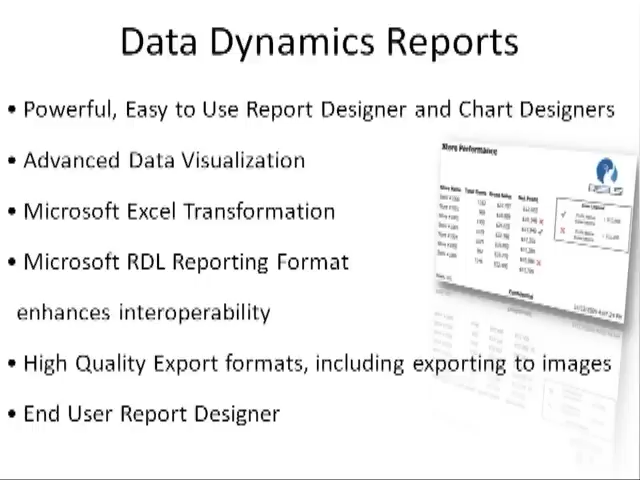 Data Dynamics Reports
• Powerful, Easy to Use Report Designer and Chart Designers
• Advanced Data Visualization
• Microsoft Excel Transformation
• Microsoft RDL Reporting Format
enhances interoperability
• High Quality Export formats, including exporting to images
• End User Report Designer
Store Performance
Confidential